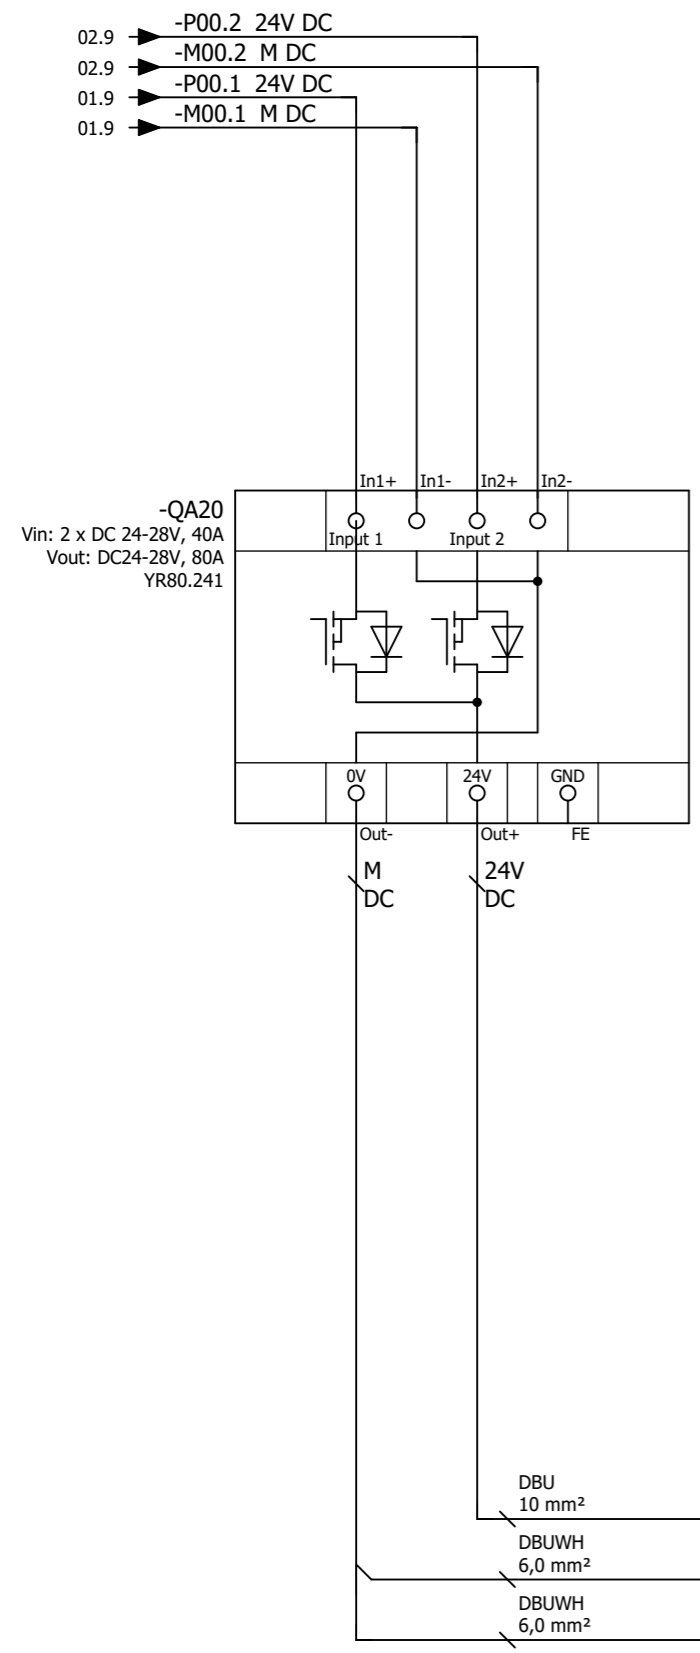 -P00.2 24V DC
02.9
-M00.2 M DC
02.9
-P00.1 24V DC
01.9
-M00.1 M DC
01.9
In1+ In1- In2+ In2-
-QA20
Vin: 2 x DC 24-28V, 40A
Vout: DC24-28V, 80A
YR80.241
Input 1 Input 2
0V 24V GND
Out- Out+ FE
M
DC
24V
DC
DBU
10 mm²
DBUWH
6,0 mm²
DBUWH
6,0 mm²